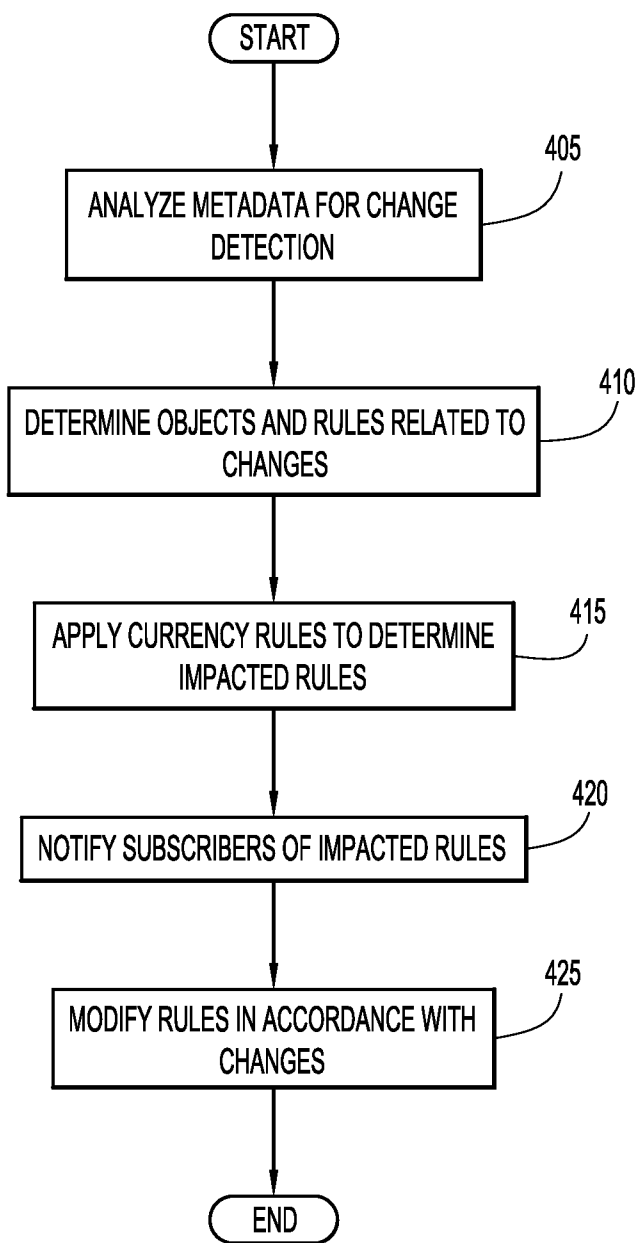 START
405
ANALYZE METADATA FOR CHANGE
DETECTION
410
DETERMINE OBJECTS AND RULES RELATED TO
CHANGES
415
APPLY CURRENCY RULES TO DETERMINE
IMPACTED RULES
420
NOTIFY SUBSCRIBERS OF IMPACTED RULES
425
MODIFY RULES IN ACCORDANCE WITH
CHANGES
END